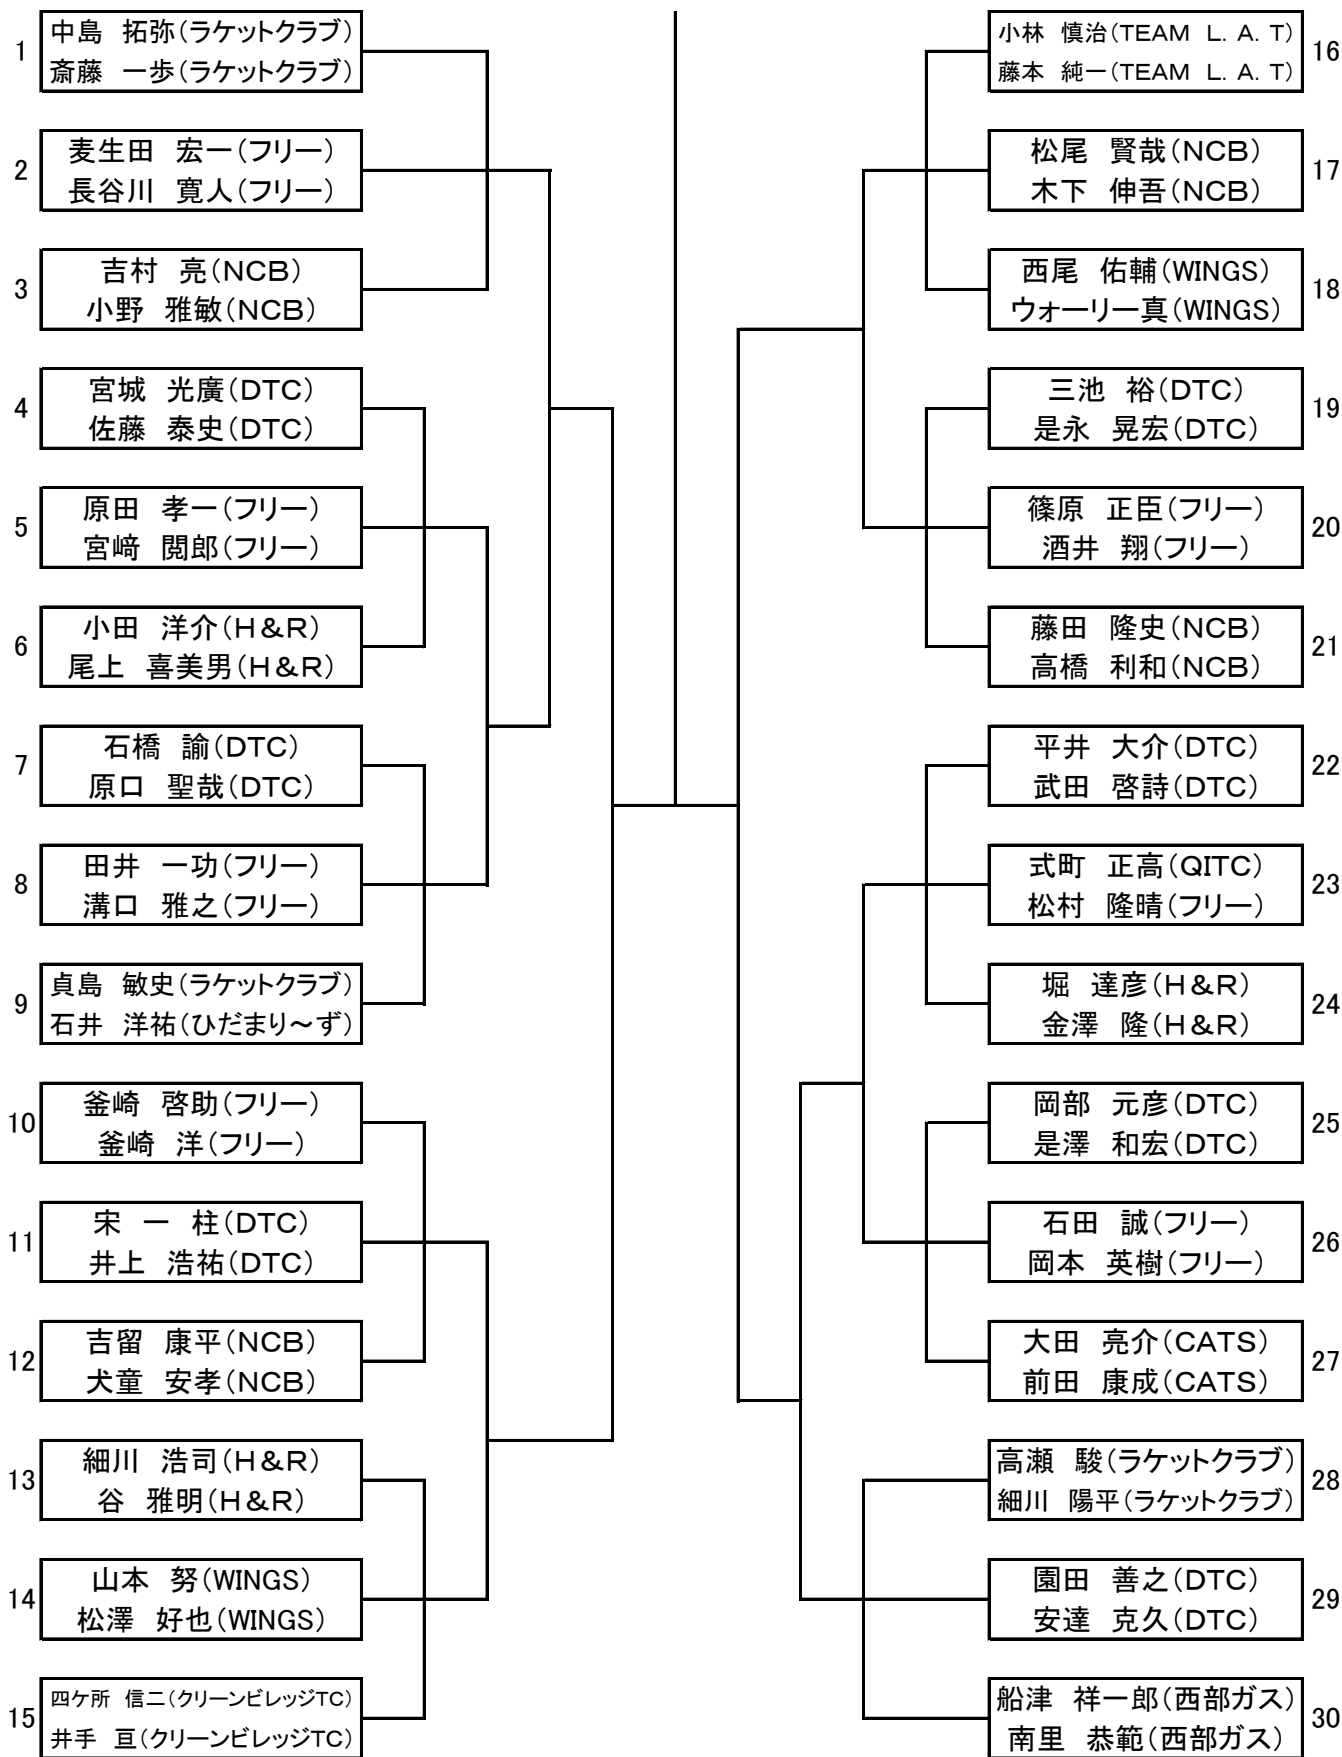 1
中島 拓弥(ラケットクラブ)
斎藤 一歩(ラケットクラブ)
2
麦生田 宏一(フリー)
長谷川 寛人(フリー)
3
吉村 亮(NCB)
小野 雅敏(NCB)
4
宮城 光廣(DTC)
佐藤 泰史(DTC)
5
原田 孝一(フリー)
宮﨑 閲郎(フリー)
6
小田 洋介(H&R)
尾上 喜美男(H&R)
7
石橋 諭(DTC)
原口 聖哉(DTC)
8
田井 一功(フリー)
溝口 雅之(フリー)
9
貞島 敏史(ラケットクラブ)
石井 洋祐(ひだまり～ず)
10
釜崎 啓助(フリー)
釜崎 洋(フリー)
11
宋 一 柱(DTC)
井上 浩祐(DTC)
12
吉留 康平(NCB)
犬童 安孝(NCB)
13
細川 浩司(H&R)
谷 雅明(H&R)
14
山本 努(WINGS)
松澤 好也(WINGS)
15
四ケ所 信二(クリーンビレッジTC)
井手 亘(クリーンビレッジTC)
小林 慎治(TEAM L. A. T)
藤本 純一(TEAM L. A. T)
16
松尾 賢哉(NCB)
木下 伸吾(NCB)
17
西尾 佑輔(WINGS)
ウォーリー真(WINGS)
18
三池 裕(DTC)
是永 晃宏(DTC)
19
篠原 正臣(フリー)
酒井 翔(フリー)
20
藤田 隆史(NCB)
高橋 利和(NCB)
21
平井 大介(DTC)
武田 啓詩(DTC)
22
式町 正高(QITC)
松村 隆晴(フリー)
23
堀 達彦(H&R)
金澤 隆(H&R)
24
岡部 元彦(DTC)
是澤 和宏(DTC)
25
石田 誠(フリー)
岡本 英樹(フリー)
26
大田 亮介(CATS)
前田 康成(CATS)
27
高瀬 駿(ラケットクラブ)
細川 陽平(ラケットクラブ)
28
園田 善之(DTC)
安達 克久(DTC)
29
船津 祥一郎(西部ガス)
南里 恭範(西部ガス)
30